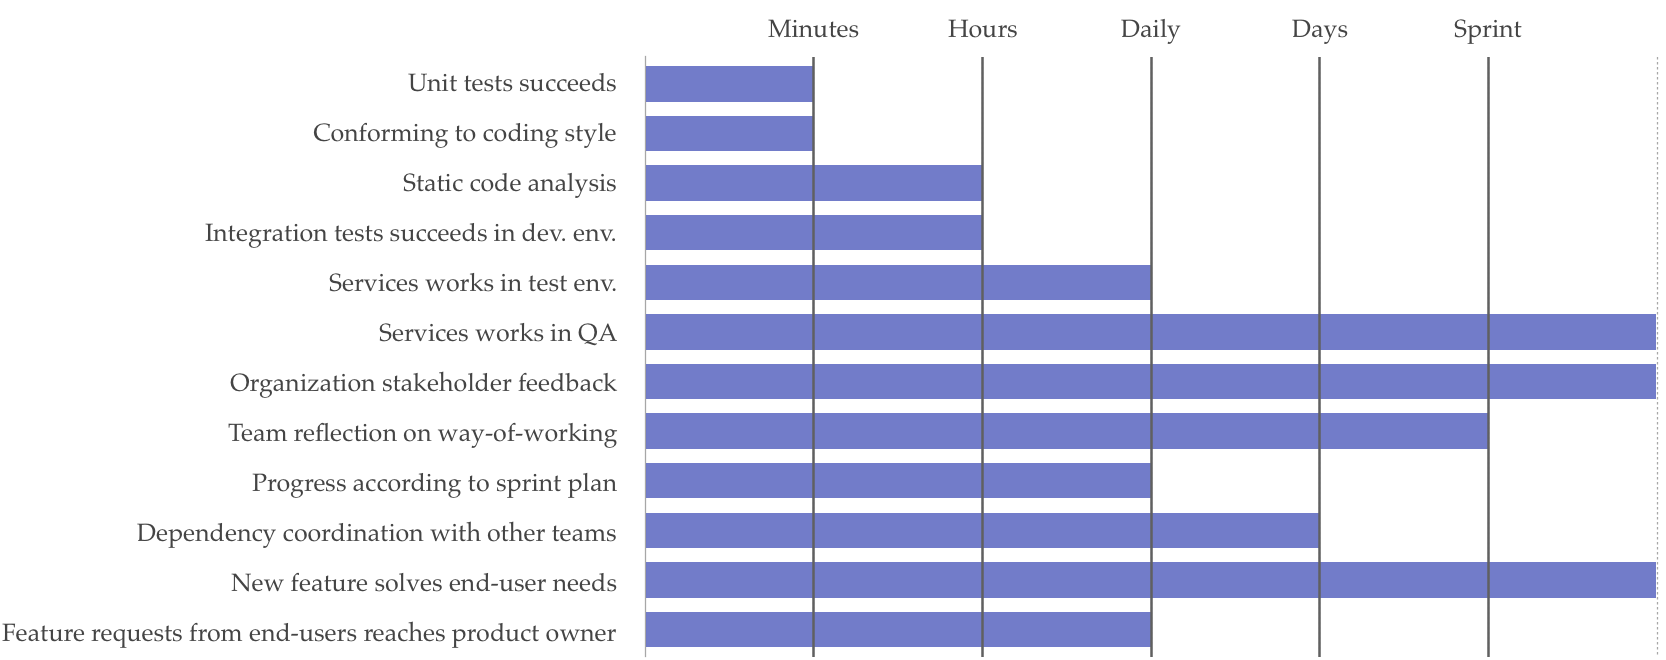 Minutes Hours Daily Days Sprint
Unit tests succeeds
Conforming to coding style
Static code analysis
Integration tests succeeds in dev. env.
Services works in test env.
Services works in QA
Organization stakeholder feedback
Team reflection on way-of-working
Progress according to sprint plan
Dependency coordination with other teams
New feature solves end-user needs
Feature requests from end-users reaches product owner